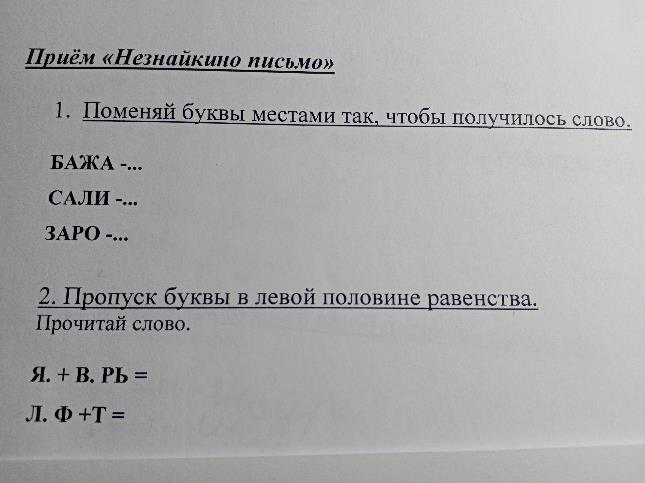 Приём «Незнайкино письмо»
1. Поменяй буквы местами так, чтобы получилось слово.
БАЖА -...
САЛИ -...
ЗАРО -...
2. Пропуск буквы в левой половине равенства.
Прочитай слово.
Я. + В. РЬ =
Л. Ф +Т =